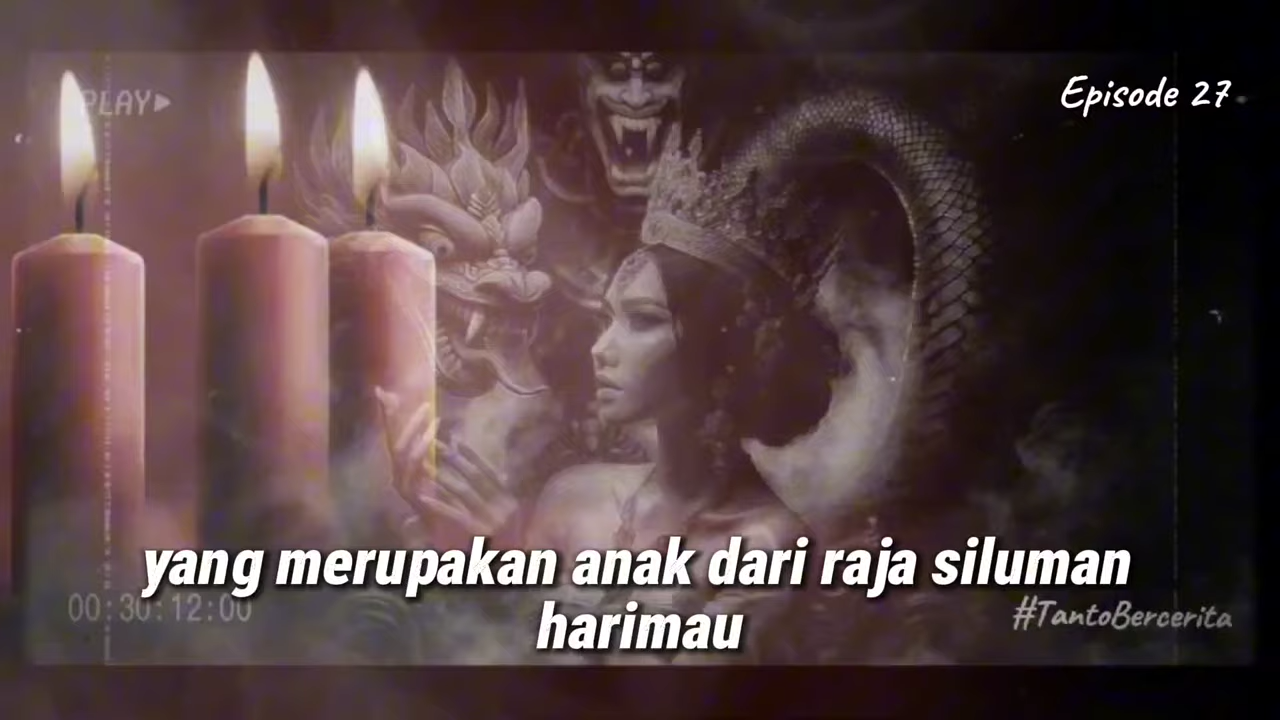 PLAY
Episode 27
yang merupakan anak dari raja siluman
harimau
00:30:12:00
#TantoBercerita